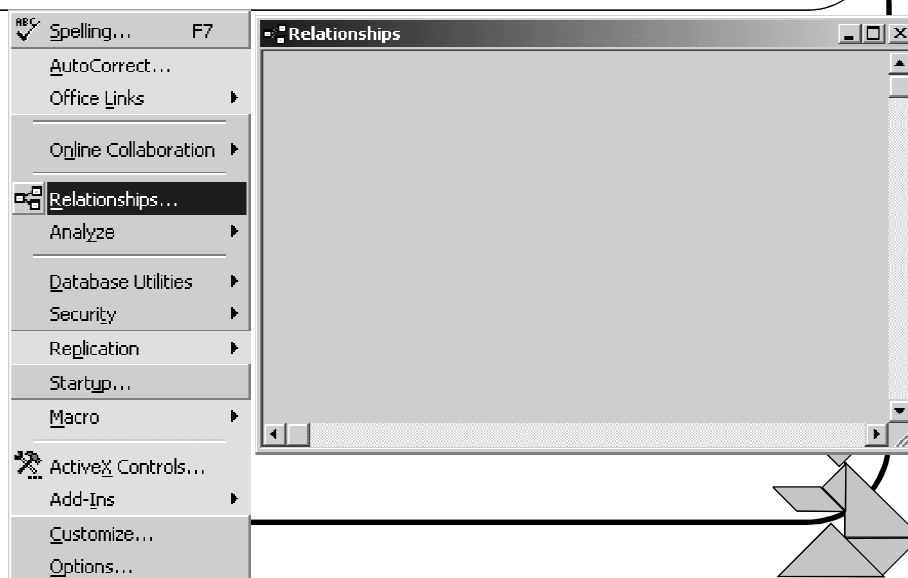 ABC
Spelling... F7
AutoCorrect...
Office Links
Online Collaboration
Relationships...
Analyze
Database Utilities
Security
Replication
Startup...
Macro
ActiveX Controls...
Add-Ins
Customize...
Options...
Relationships